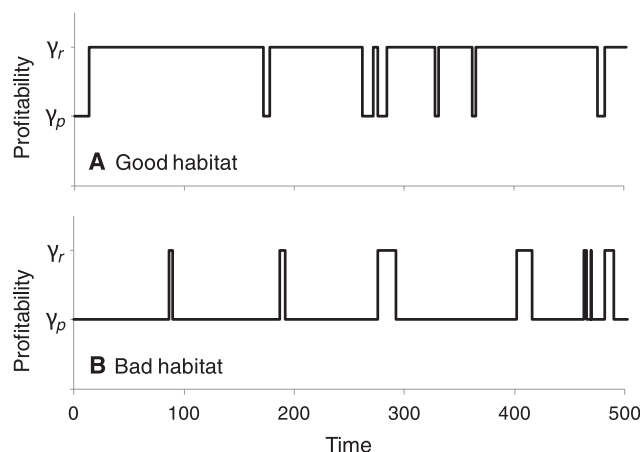 Profitability
γr
γp
A Good habitat
Profitability
γr
γp
B Bad habitat
0 100 200 300 400 500
Time